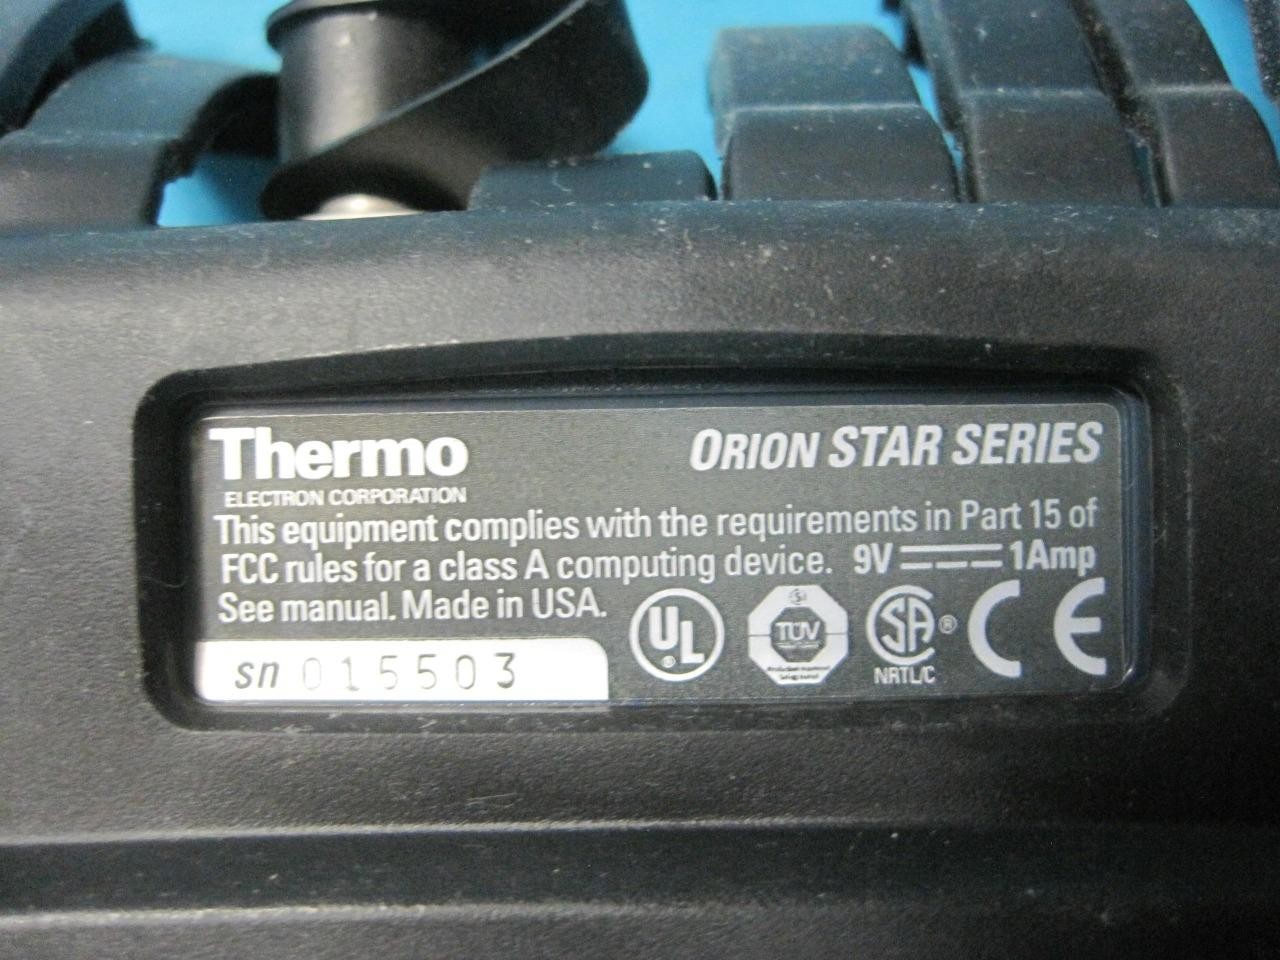 Thermo
ELECTRON CORPORATION
ORION STAR SERIES
This equipment complies with the requirements in Part 15 of
FCC rules for a class A computing device. 9V 1Amp
See manual. Made in USA.
sn 015503
UL ®
TÜV
SA ®
NRTL/C
CE